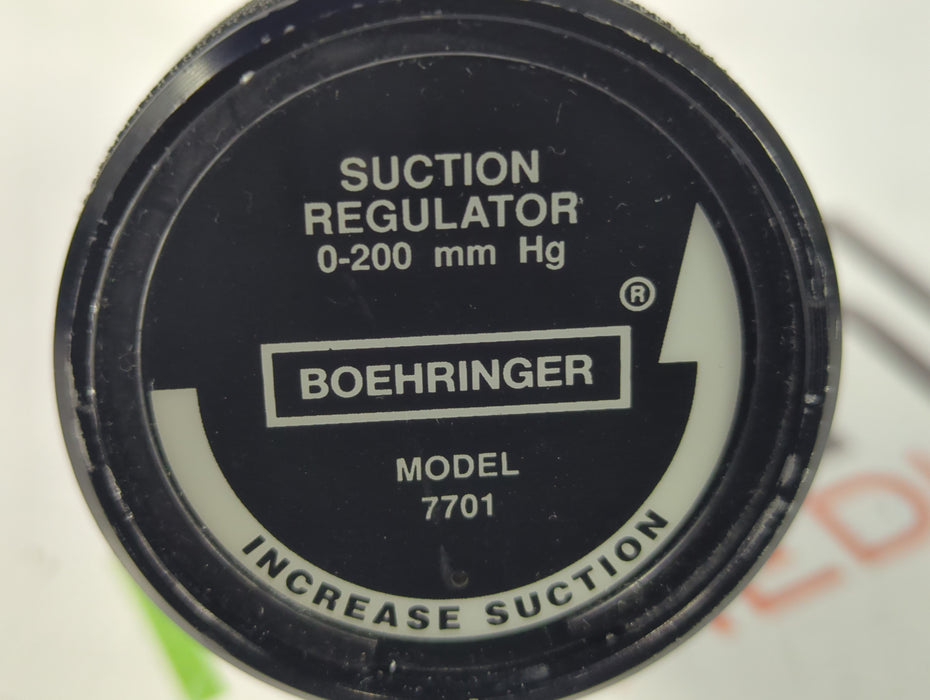 SUCTION
REGULATOR
0-200 mm Hg
®
BOEHRINGER
MODEL
7701
INCREASE SUCTION